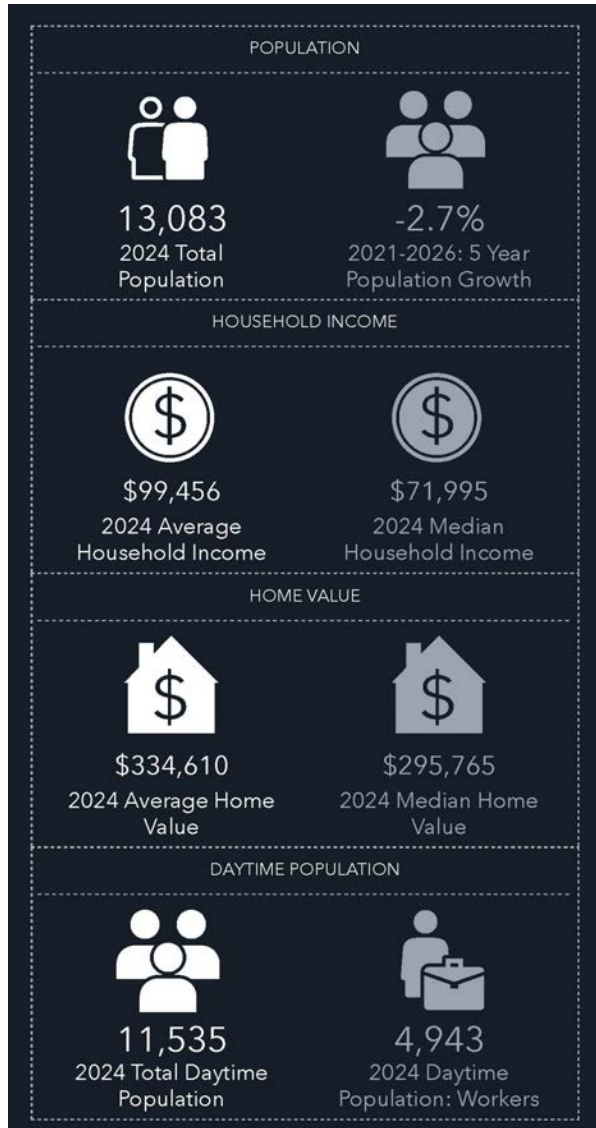 POPULATION
13,083
2024 Total
Population
-2.7%
2021-2026: 5 Year
Population Growth
HOUSEHOLD INCOME
$
$99,456
2024 Average
Household Income
$
$71,995
2024 Median
Household Income
HOME VALUE
$
$334,610
2024 Average Home
Value
$
$295,765
2024 Median Home
Value
DAYTIME POPULATION
11,535
2024 Total Daytime
Population
4,943
2024 Daytime
Population: Workers